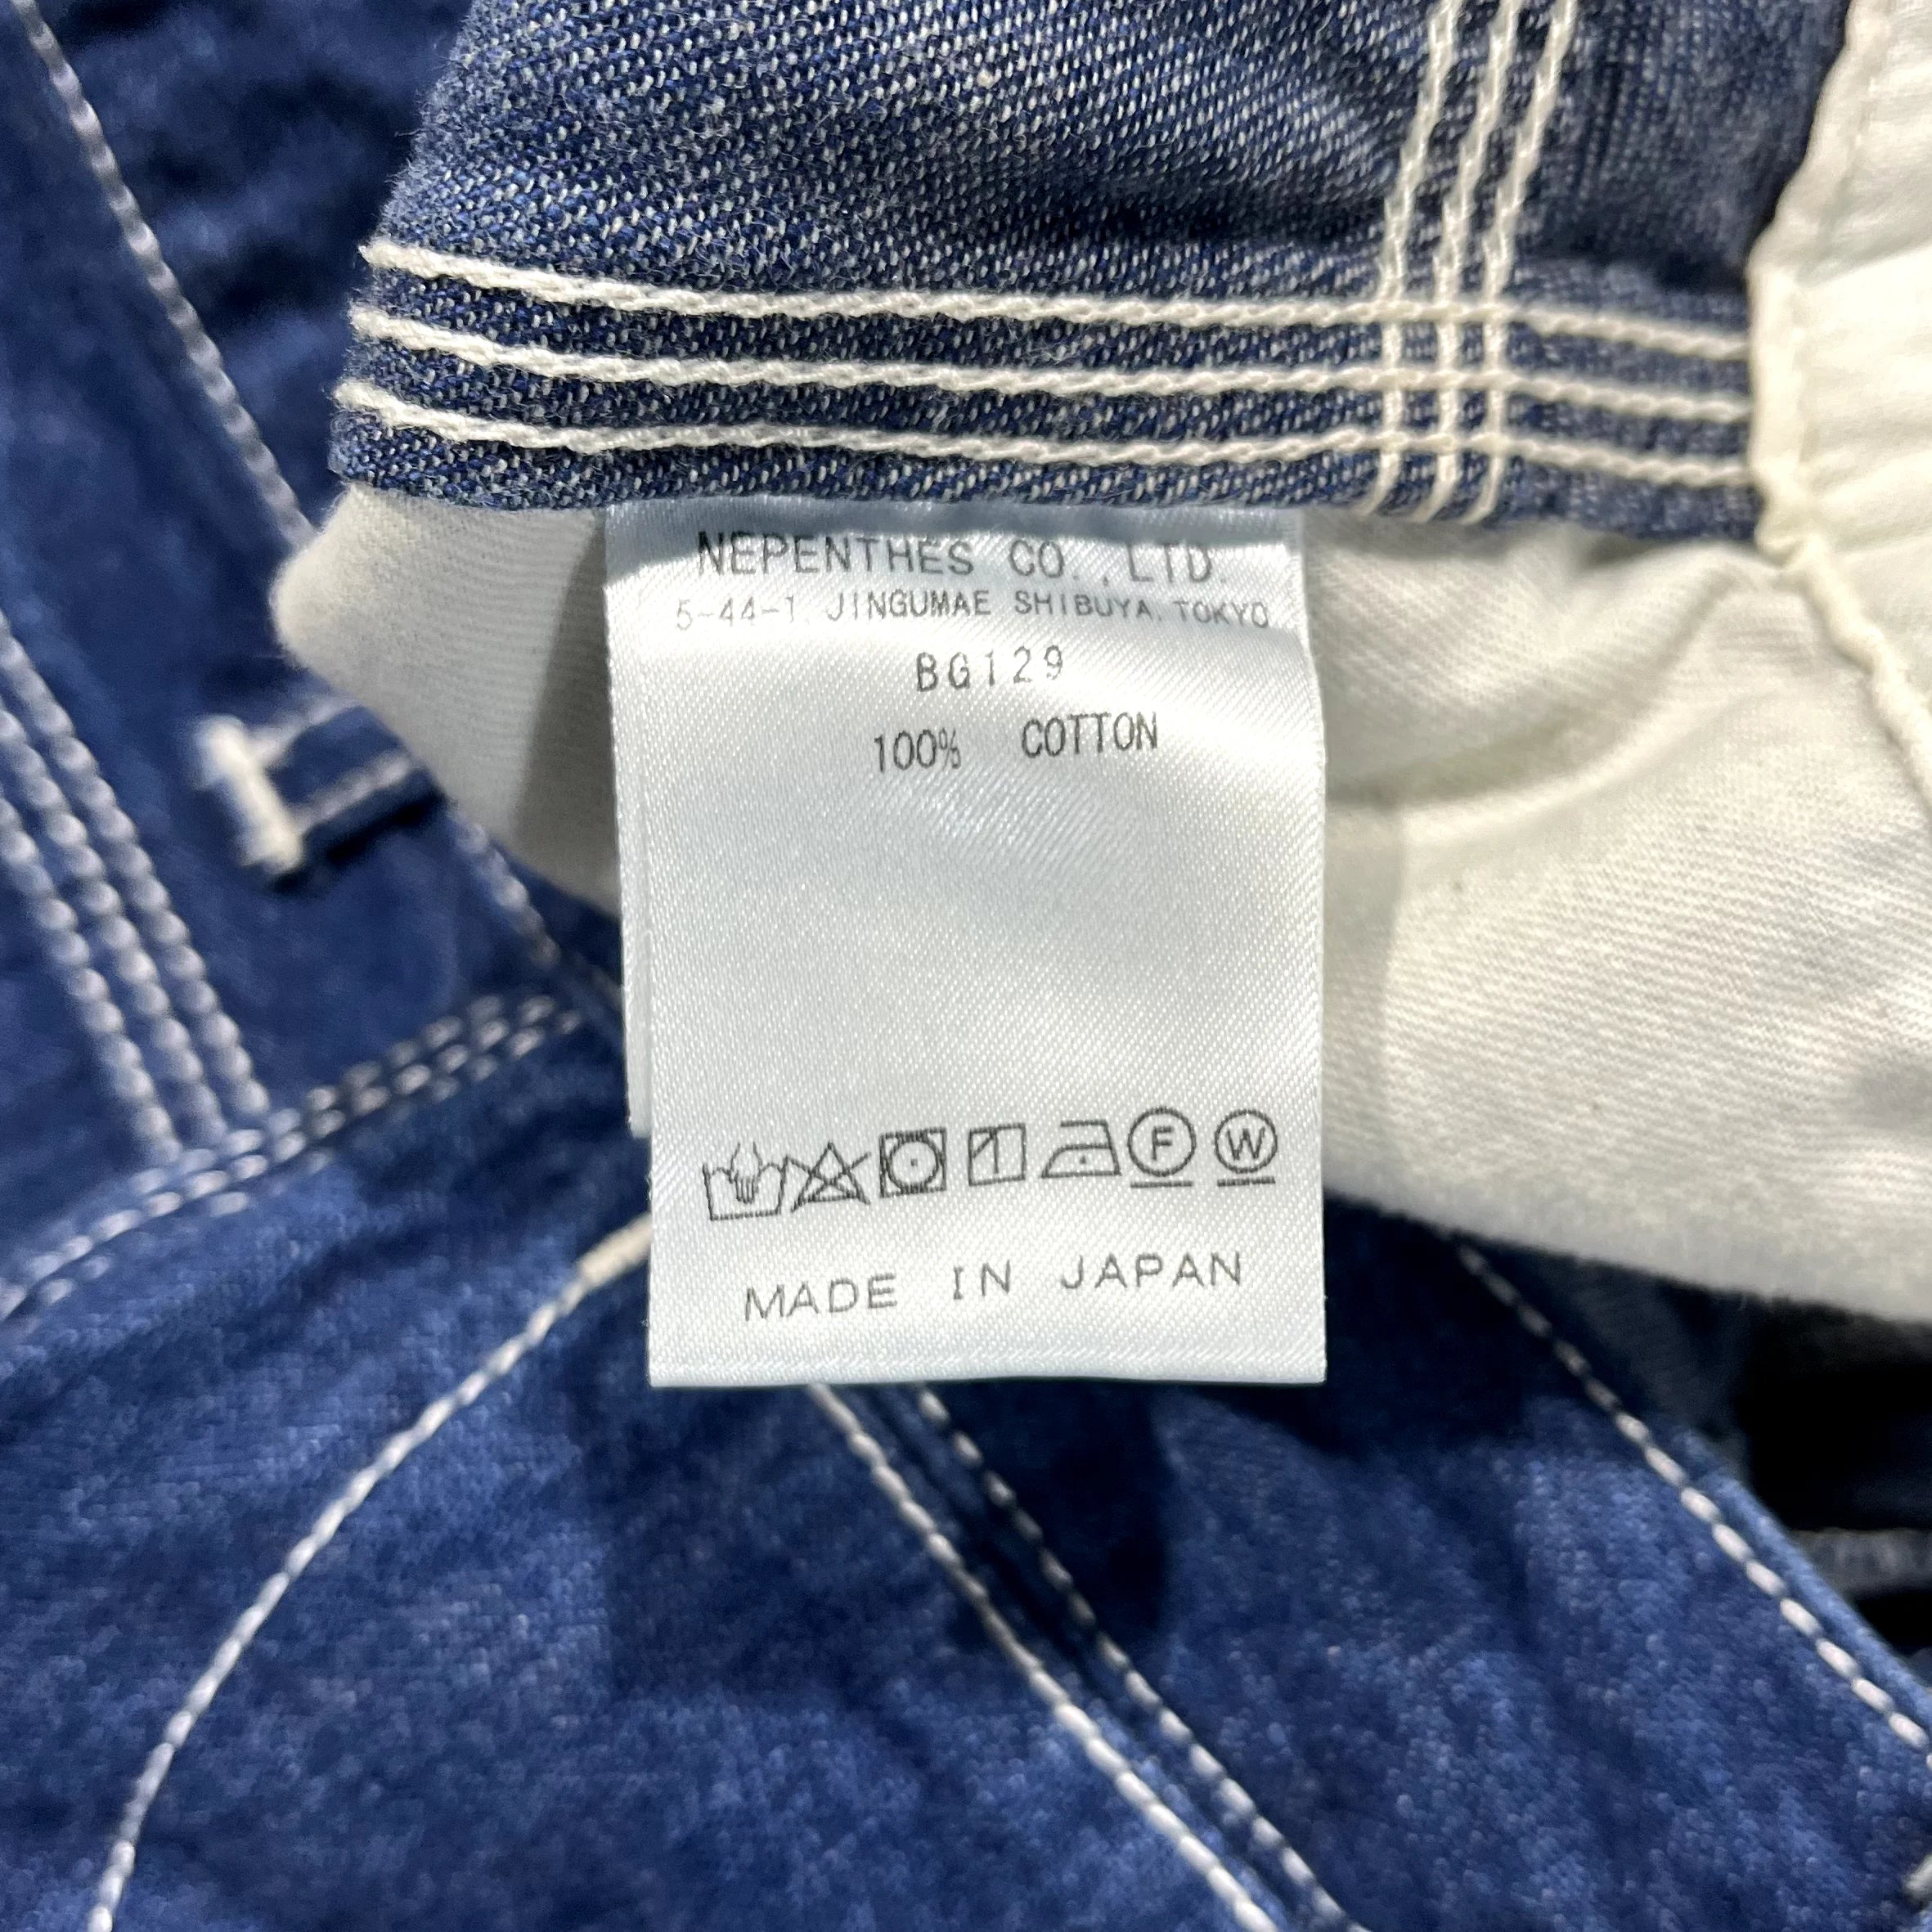 NEPENTHES CO.,LTD.
5-44-1 JINGUMAE SHIBUYA.TOKYO
BG129
100% COTTON
F W
MADE IN JAPAN